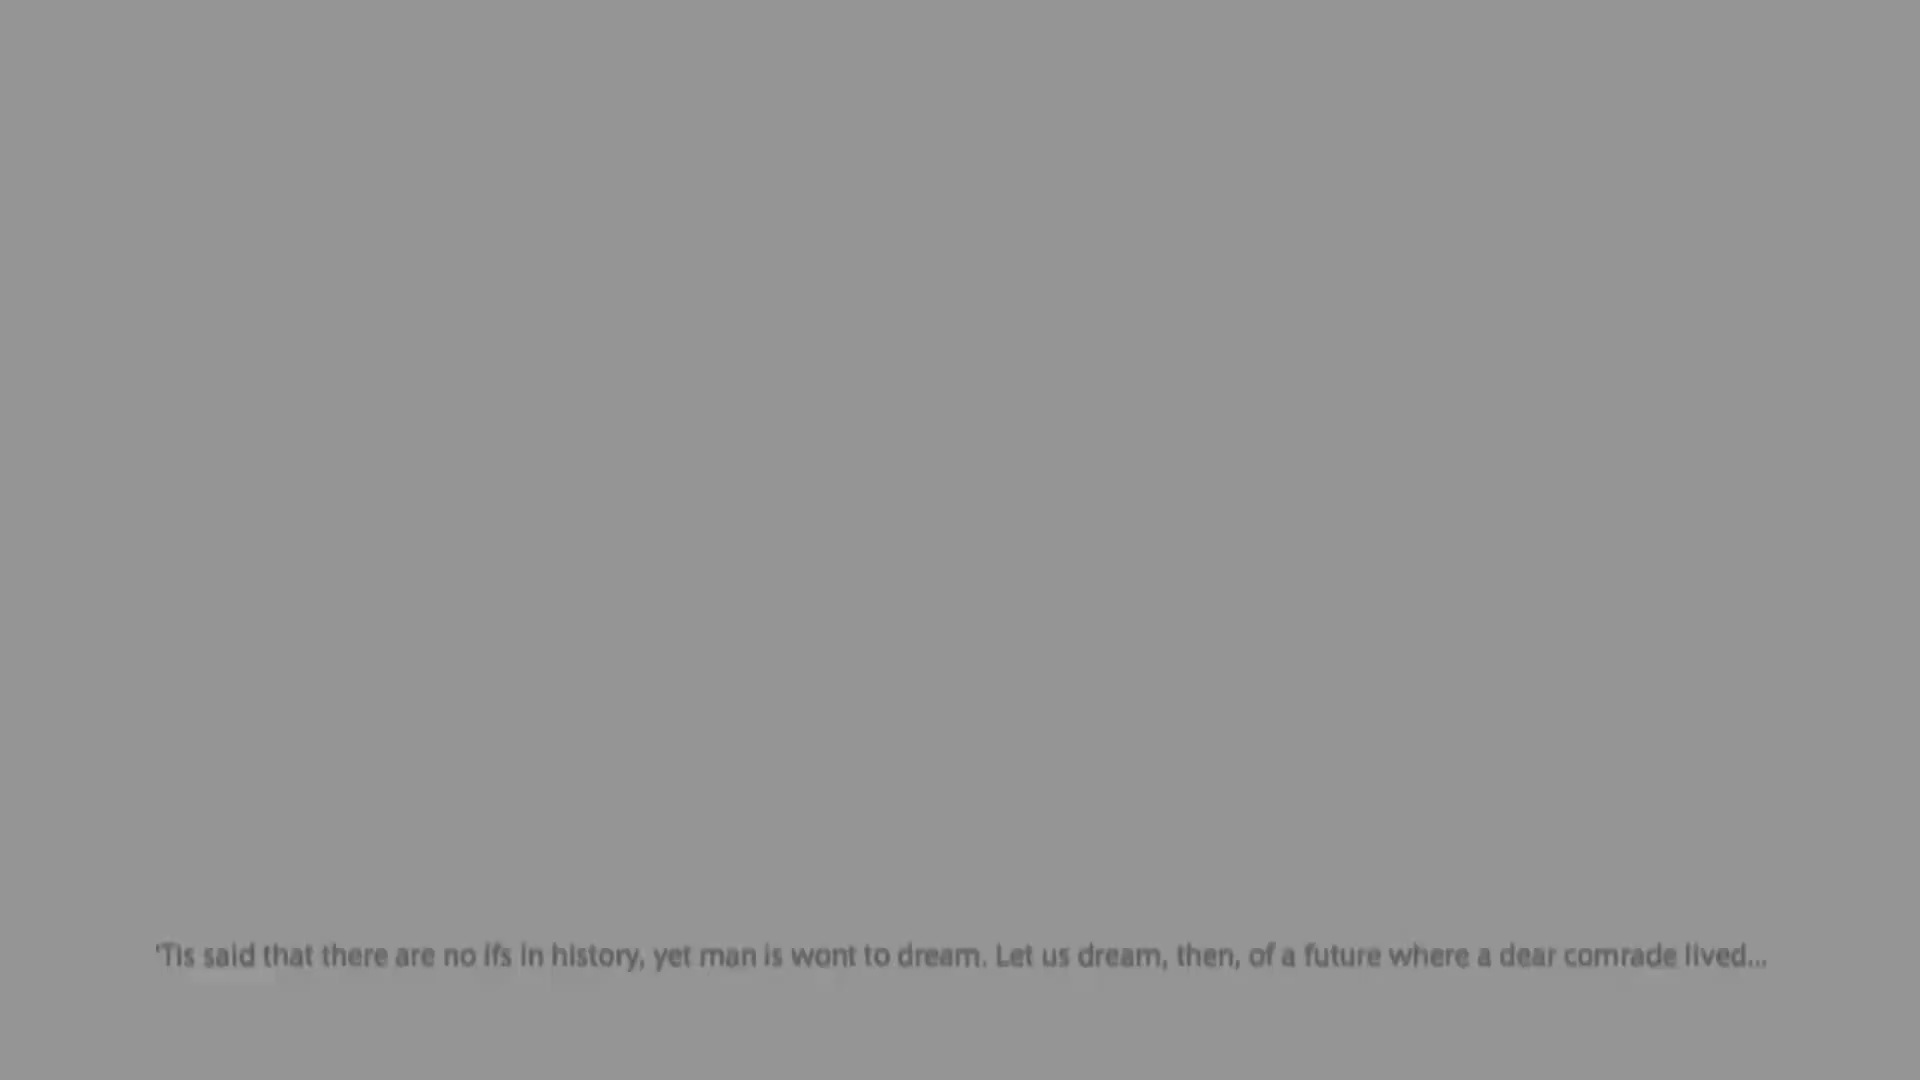 'Tis said that there are no ifs in history, yet man is wont to dream. Let us dream, then, of a future where a dear comrade lived...